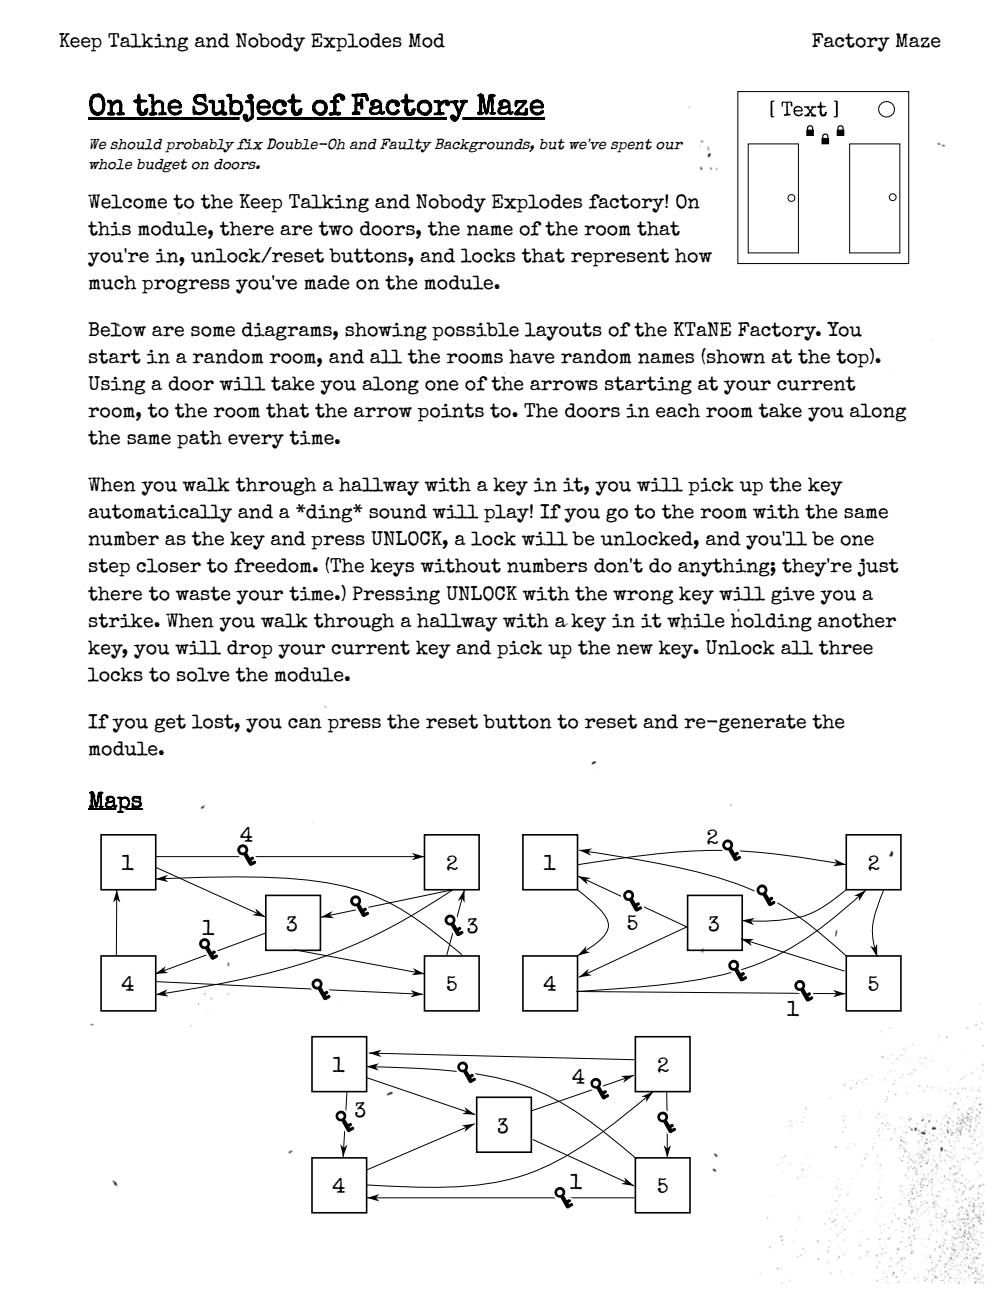 Keep Talking and Nobody Explodes Mod
Factory Maze
On the Subject of Factory Maze
[ Text ]
We should probably fix Double-Oh and Faulty Backgrounds, but we've spent our
whole budget on doors.
Welcome to the Keep Talking and Nobody Explodes factory! On
this module, there are two doors, the name of the room that
you're in, unlock/reset buttons, and locks that represent how
much progress you've made on the module.
Below are some diagrams, showing possible layouts of the KTaNE Factory. You
start in a random room, and all the rooms have random names (shown at the top).
Using a door will take you along one of the arrows starting at your current
room, to the room that the arrow points to. The doors in each room take you along
the same path every time.
When you walk through a hallway with a key in it, you will pick up the key
automatically and a *ding* sound will play! If you go to the room with the same
number as the key and press UNLOCK, a lock will be unlocked, and you'll be one
step closer to freedom. (The keys without numbers don't do anything; they're just
there to waste your time.) Pressing UNLOCK with the wrong key will give you a
strike. When you walk through a hallway with a key in it while holding another
key, you will drop your current key and pick up the new key. Unlock all three
locks to solve the module.
If you get lost, you can press the reset button to reset and re-generate the
module.
Maps
4
1
2
3
1
3
4
5
2
1
2
5
3
4
5
1
1
2
4
3
3
4
1
5